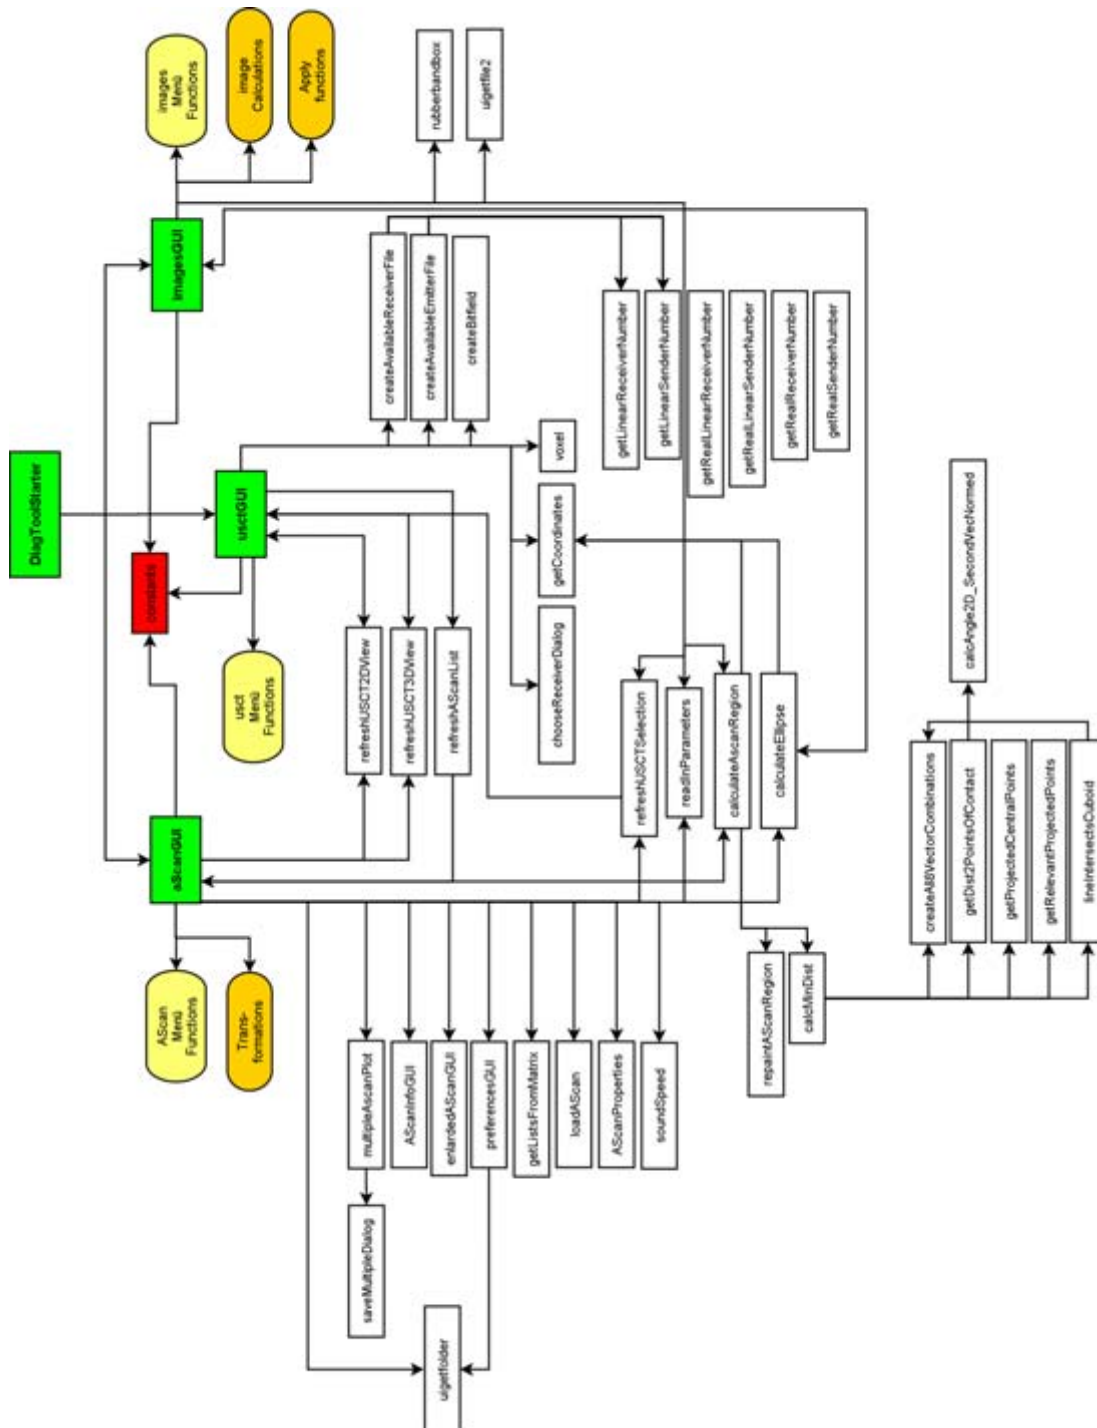 DiagToolStarter
aScanGUI
constants
usctGUI
imagesGUI
AScan
Menü
Functions
Trans-
formations
usct
Menü
Functions
images
Menü
Functions
image
Calculations
Apply
functions
rubberbandbox
uigetfile2
refreshUSCT2DView
refreshUSCT3DView
refreshAScanList
createAvailableReceiverFile
createAvailableEmitterFile
createBitfield
multipleAscanPlot
AScanInfoGUI
enlardedAScanGUI
preferencesGUI
getListsFromMatrix
loadAScan
AScanProperties
soundSpeed
saveMultipleDialog
uigetfolder
chooseReceiverDialog
getCoordinates
voxel
refreshUSCTSelection
readInParameters
calculateAscanRegion
calculateEllipse
getLinearReceiverNumber
getLinearSenderNumber
getRealLinearReceiverNumber
getRealLinearSenderNumber
getRealReceiverNumber
getRealSenderNumber
repaintAScanRegion
calcMinDist
createAll8VectorCombinations
getDist2PointsOfContact
getProjectedCentralPoints
getRelevantProjectedPoints
lineIntersectsCuboid
calcAngle2D_SecondVecNormed